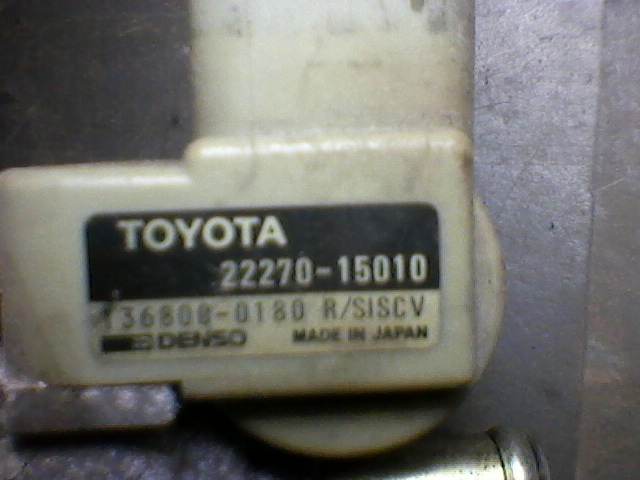 TOYOTA
22270-15010
136800-0180 R/SISCV
DENSO MADE IN JAPAN